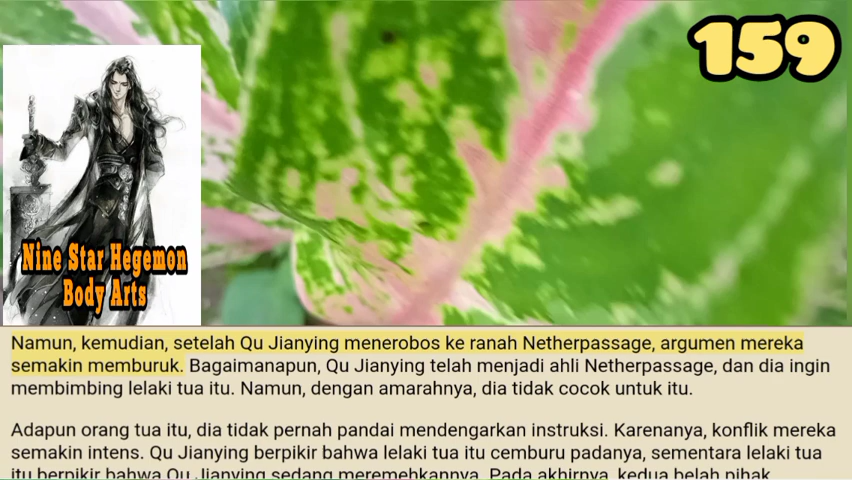 159
Nine Star Hegemon
Body Arts
Namun, kemudian, setelah Qu Jianying menerobos ke ranah Netherpassage, argumen mereka
semakin memburuk. Bagaimanapun, Qu Jianying telah menjadi ahli Netherpassage, dan dia ingin
membimbing lelaki tua itu. Namun, dengan amarahnya, dia tidak cocok untuk itu.
Adapun orang tua itu, dia tidak pernah pandai mendengarkan instruksi. Karenanya, konflik mereka
semakin intens. Qu Jianying berpikir bahwa lelaki tua itu cemburu padanya, sementara lelaki tua
itu berpikir bahwa Qu Jianying sedang meremehkannya. Pada akhirnya, kedua belah pihak